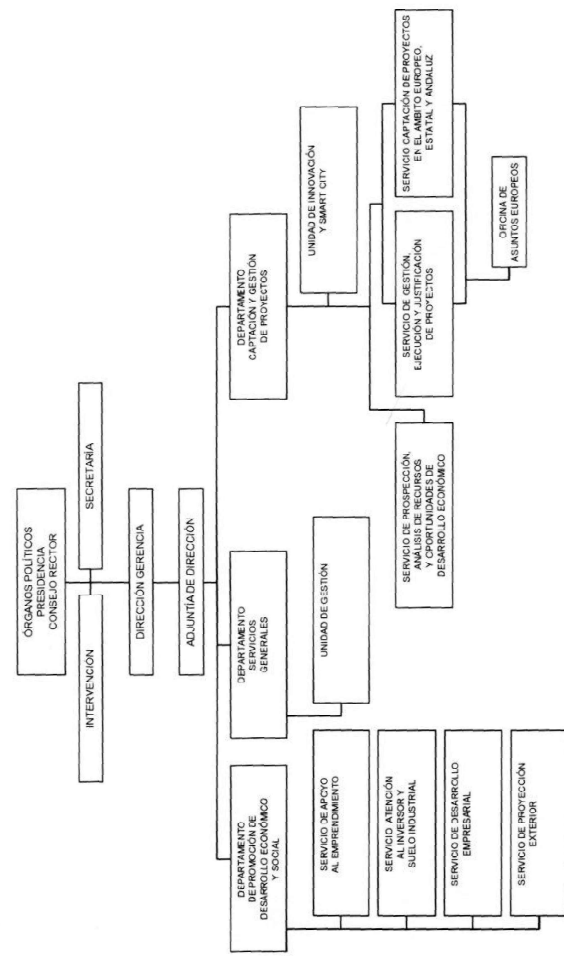 ÓRGANOS POLÍTICOS
PRESIDENCIA
CONSEJO RECTOR
INTERVENCIÓN
SECRETARÍA
DIRECCIÓN GERENCIA
ADJUNTÍA DE DIRECCIÓN
DEPARTAMENTO
DE PROMOCIÓN DE
DESARROLLO ECONÓMICO
Y SOCIAL
DEPARTAMENTO
SERVICIOS
GENERALES
DEPARTAMENTO
CAPTACIÓN Y GESTIÓN
DE PROYECTOS
SERVICIO DE APOYO
AL EMPRENDIMIENTO
SERVICIO ATENCIÓN
AL INVERSOR Y
SUELO INDUSTRIAL
SERVICIO DE DESARROLLO
EMPRESARIAL
SERVICIO DE PROYECCIÓN
EXTERIOR
UNIDAD DE GESTIÓN
UNIDAD DE INNOVACIÓN
Y SMART CITY
SERVICIO DE PROSPECCIÓN,
ANÁLISIS DE RECURSOS
Y OPORTUNIDADES DE
DESARROLLO ECONÓMICO
SERVICIO DE GESTIÓN,
EJECUCIÓN Y JUSTIFICACIÓN
DE PROYECTOS
SERVICIO CAPTACIÓN DE PROYECTOS
EN EL AMBITO EUROPEO,
ESTATAL Y ANDALUZ
OFICINA DE
ASUNTOS EUROPEOS